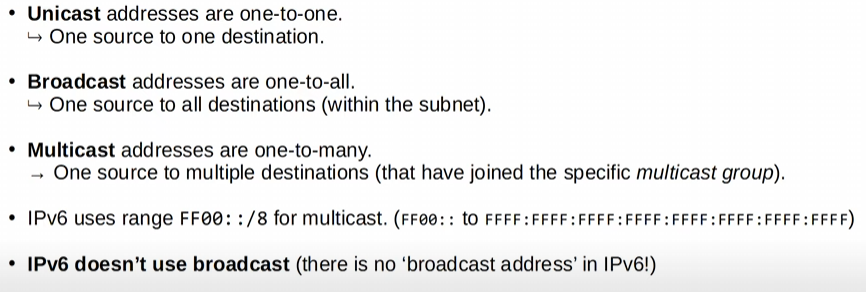 • Unicast addresses are one-to-one.
↳ One source to one destination.
• Broadcast addresses are one-to-all.
↳ One source to all destinations (within the subnet).
• Multicast addresses are one-to-many.
→ One source to multiple destinations (that have joined the specific multicast group).
• IPv6 uses range FF00::/8 for multicast. (FF00:: to FFFF:FFFF:FFFF:FFFF:FFFF:FFFF:FFFF:FFFF)
• IPv6 doesn’t use broadcast (there is no ‘broadcast address’ in IPv6!)